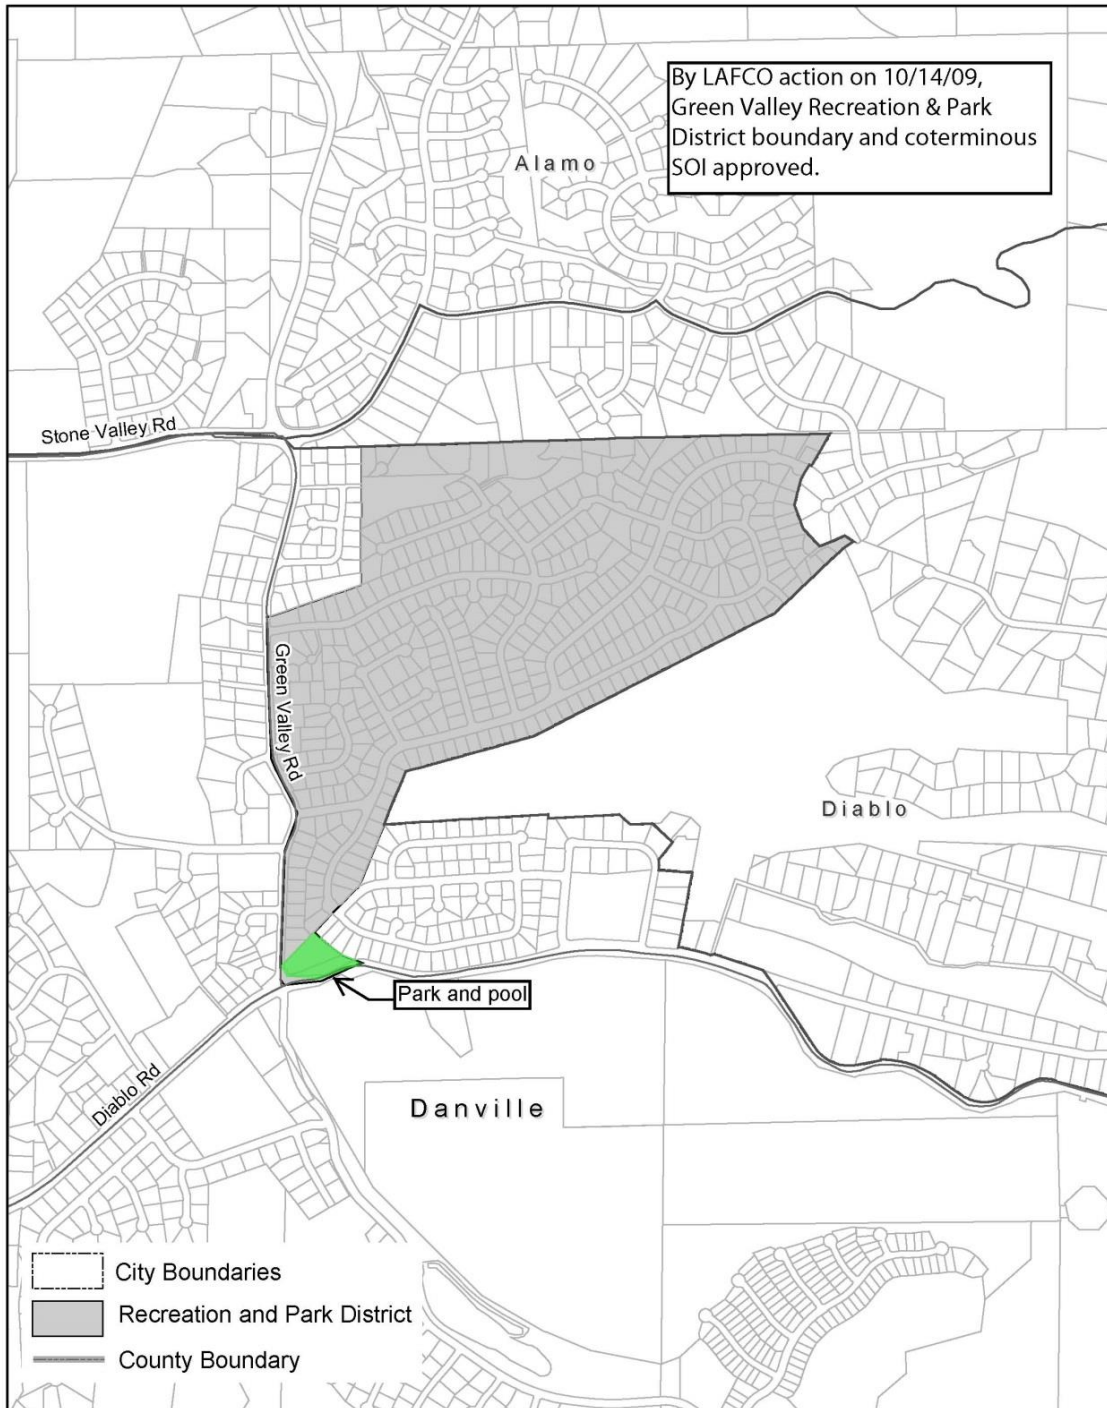 By LAFCO action on 10/14/09,
Green Valley Recreation & Park
District boundary and coterminous
SOI approved.
Alamo
Stone Valley Rd
Green Valley Rd
Diablo
Park and pool
Diablo Rd
Danville
City Boundaries
Recreation and Park District
County Boundary